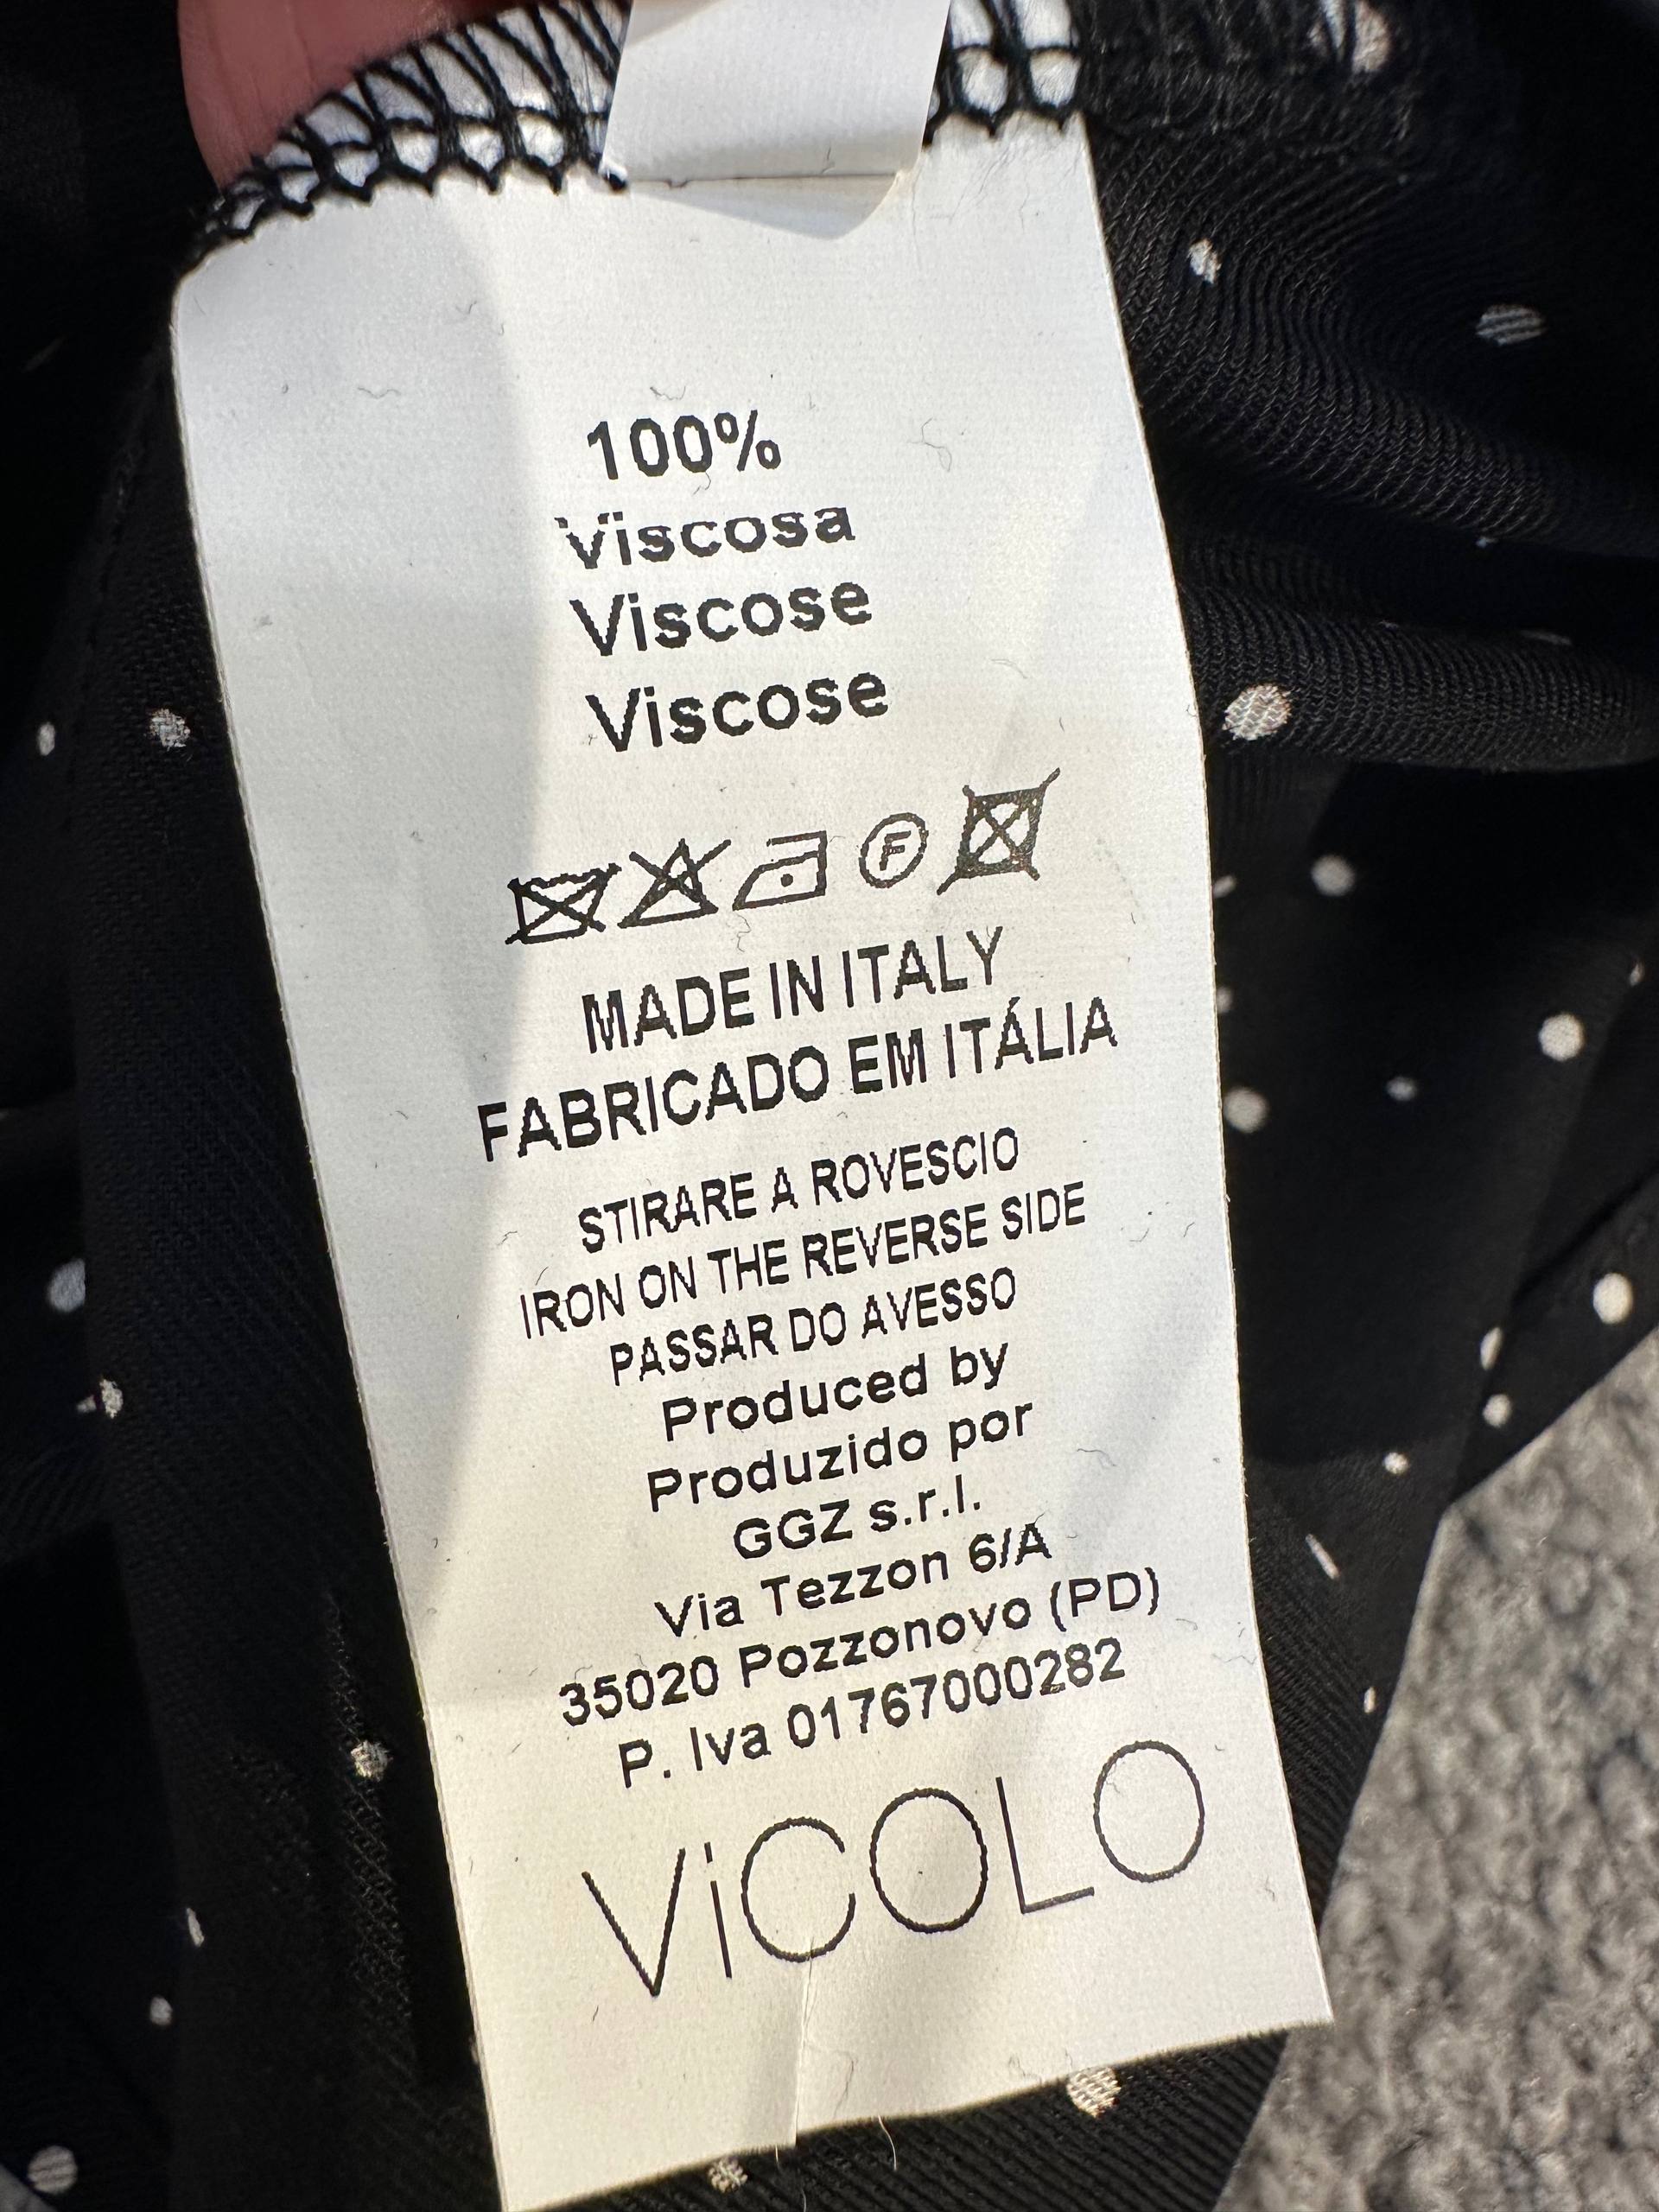 100%
Viscosa
Viscose
Viscose
F
MADE IN ITALY
FABRICADO EM ITÁLIA
STIRARE A ROVESCIO
IRON ON THE REVERSE SIDE
PASSAR DO AVESSO
Produced by
Produzido por
GGZ s.r.l.
Via Tezzon 6/A
35020 Pozzonovo (PD)
P. Iva 01767000282
ViCOLO